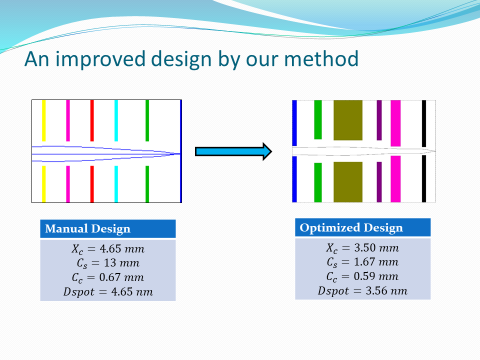 An improved design by our method
Manual Design
X_c = 4.65 mm
C_s = 13 mm
C_c = 0.67 mm
Dspot = 4.65 nm
Optimized Design
X_c = 3.50 mm
C_s = 1.67 mm
C_c = 0.59 mm
Dspot = 3.56 nm